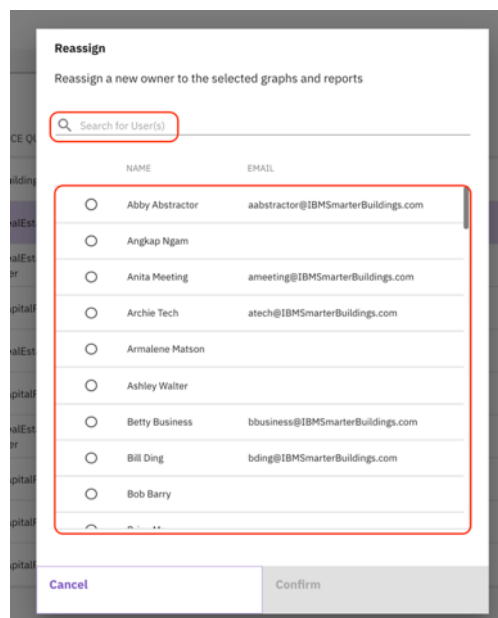 Reassign
Reassign a new owner to the selected graphs and reports
Search for User(s)
NAME EMAIL
Abby Abstractor aabstractor@IBMSmarterBuildings.com
Angkap Ngam
Anita Meeting ameeting@IBMSmarterBuildings.com
Archie Tech atech@IBMSmarterBuildings.com
Armalene Matson
Ashley Walter
Betty Business bbusiness@IBMSmarterBuildings.com
Bill Ding bding@IBMSmarterBuildings.com
Bob Barry
Cancel Confirm